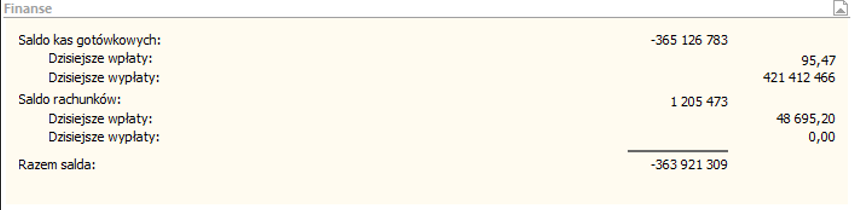 Finanse
Saldo kas gotówkowych: -365 126 783
Dzisiejsze wpłaty: 95,47
Dzisiejsze wypłaty: 421 412 466
Saldo rachunków: 1 205 473
Dzisiejsze wpłaty: 48 695,20
Dzisiejsze wypłaty: 0,00
Razem salda: -363 921 309